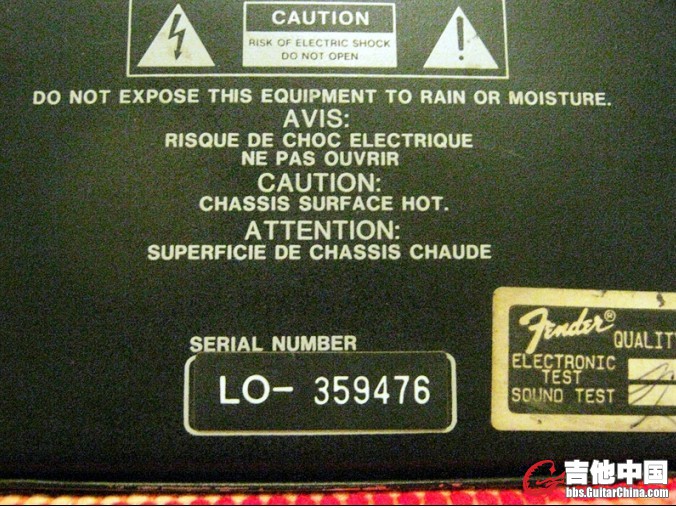 CAUTION
RISK OF ELECTRIC SHOCK
DO NOT OPEN
DO NOT EXPOSE THIS EQUIPMENT TO RAIN OR MOISTURE.
AVIS:
RISQUE DE CHOC ELECTRIQUE
NE PAS OUVRIR
CAUTION:
CHASSIS SURFACE HOT.
ATTENTION:
SUPERFICIE DE CHASSIS CHAUDE
SERIAL NUMBER
LO- 359476
Fender®
QUALITY
ELECTRONIC
TEST
SOUND TEST
吉他中国
bbs.GuitarChina.com